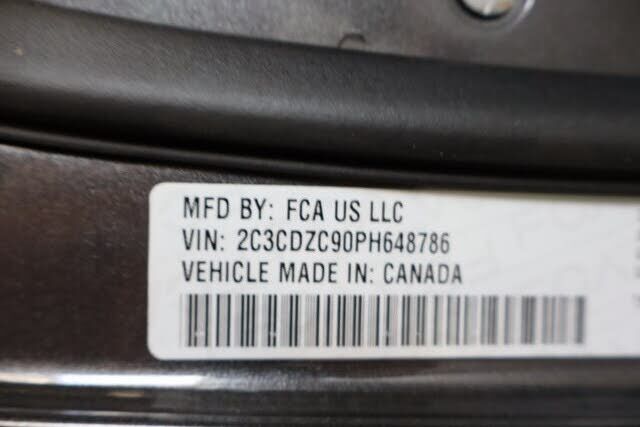 MFD BY: FCA US LLC
VIN: 2C3CDZC90PH648786
VEHICLE MADE IN: CANADA